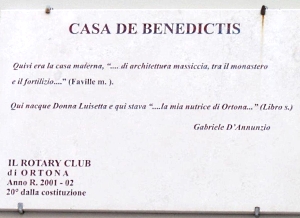 CASA DE BENEDICTIS
Quivi era la casa materna, ".... di architettura massiccia, tra il monastero
e il fortilizio...." (Faville m. ).
Qui nacque Donna Luisetta e qui stava "....la mia nutrice di Ortona..." (Libro s.)
Gabriele D'Annunzio
IL ROTARY CLUB
di ORTONA
Anno R. 2001 - 02
20° dalla costituzione